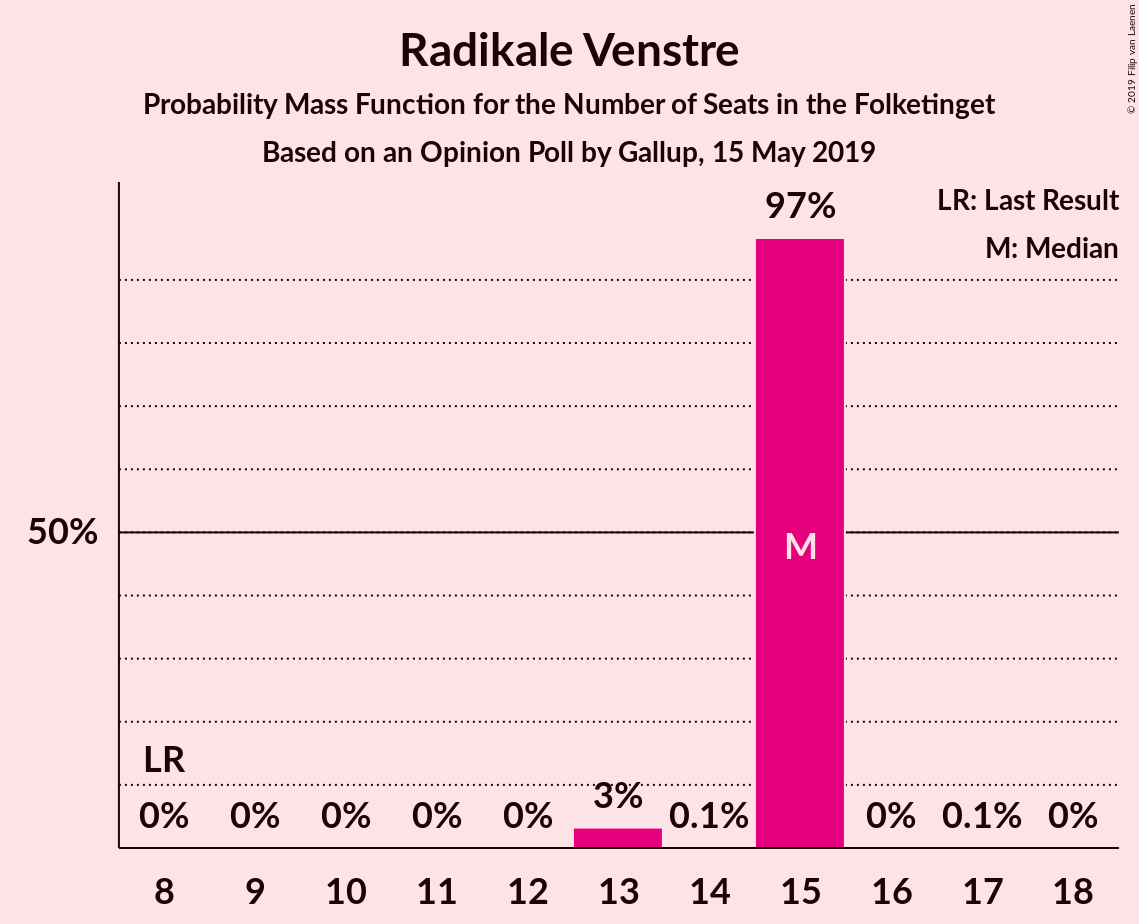 Radikale Venstre
Probability Mass Function for the Number of Seats in the Folketinget
Based on an Opinion Poll by Gallup, 15 May 2019
© 2019 Filip van Laenen
LR: Last Result
M: Median
97%
50%
M
LR
0% 0% 0% 0% 0% 3% 0.1% 0% 0.1% 0%
8 9 10 11 12 13 14 15 16 17 18